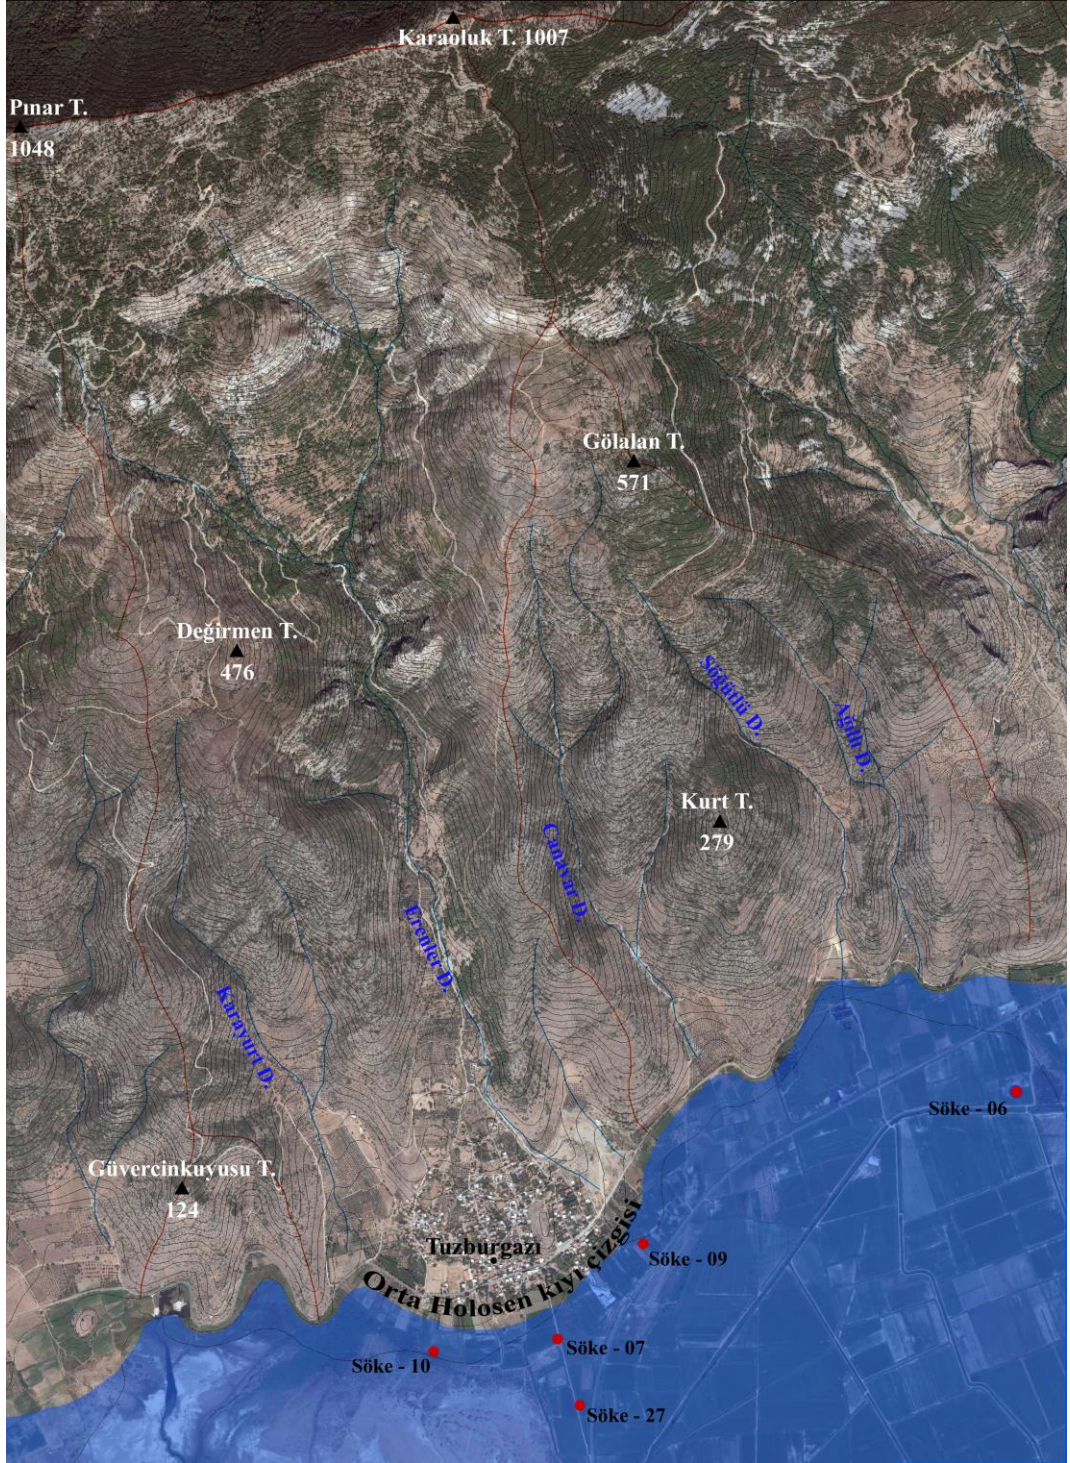 Karaoluk T. 1007
Pınar T.
1048
Gölalan T.
571
Değirmen T.
476
Söğütlü D.
Ağıllı D.
Kurt T.
279
Canavar D.
Erenler D.
Karayurt D.
Söke - 06
Güvercinkuyusu T.
124
Tuzburgazı
Söke - 09
Orta Holosen kıyı çizgisi
Söke - 07
Söke - 10
Söke - 27